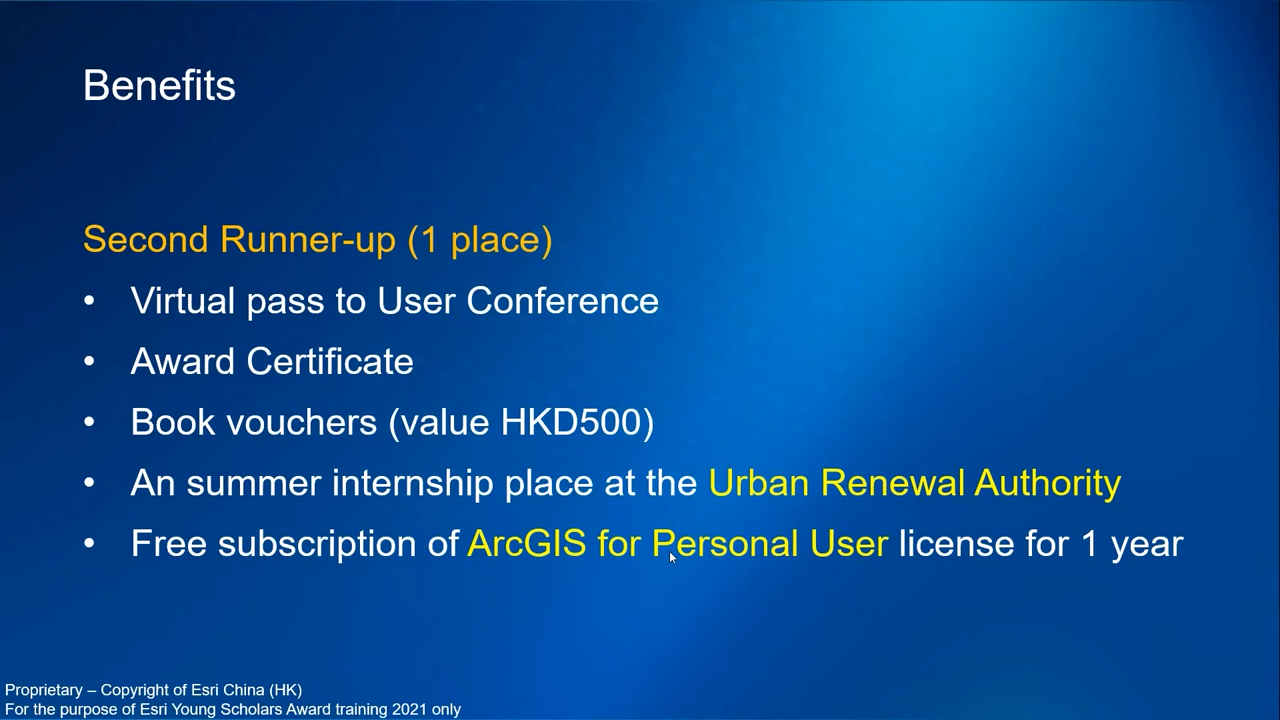 Benefits
Second Runner-up (1 place)
• Virtual pass to User Conference
• Award Certificate
• Book vouchers (value HKD500)
• An summer internship place at the Urban Renewal Authority
• Free subscription of ArcGIS for Personal User license for 1 year
Proprietary – Copyright of Esri China (HK)
For the purpose of Esri Young Scholars Award training 2021 only